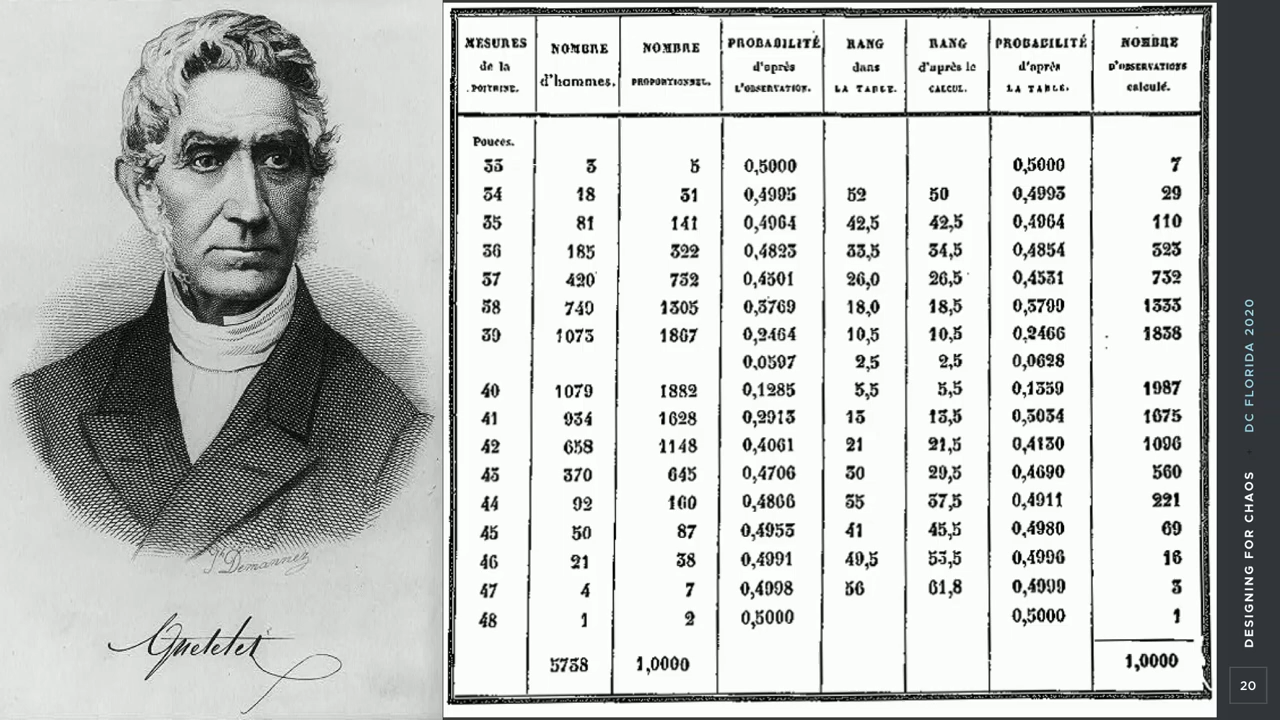 Jh Demannez
Quetelet
MESURES de la POITRINE. NOMBRE d'hommes. NOMBRE PROPORTIONNEL. PROBABILITÉ d'après L'OBSERVATION. RANG dans LA TABLE. RANG d'après le CALCUL. PROBABILITÉ d'après LA TABLE. NOMBRE D'OBSERVATIONS calculé.
Pouces.
33 3 5 0,5000 0,5000 7
34 18 31 0,4995 52 50 0,4993 29
35 81 141 0,4964 42,5 42,5 0,4964 110
36 185 322 0,4823 33,5 34,5 0,4854 323
37 420 732 0,4501 26,0 26,5 0,4531 732
38 749 1305 0,3769 18,0 18,5 0,3799 1333
39 1073 1867 0,2464 10,5 10,5 0,2466 1838
0,0597 2,5 2,5 0,0628
40 1079 1882 0,1285 5,5 5,5 0,1359 1987
41 934 1628 0,2913 13 13,5 0,3034 1675
42 658 1148 0,4061 21 21,5 0,4130 1096
43 370 645 0,4706 30 29,5 0,4690 560
44 92 160 0,4866 35 37,5 0,4911 221
45 50 87 0,4953 41 45,5 0,4980 69
46 21 38 0,4991 49,5 53,5 0,4996 16
47 4 7 0,4998 56 61,8 0,4999 3
48 1 2 0,5000 0,5000 1
5738 1,0000 1,0000
DESIGNING FOR CHAOS · DC FLORIDA 2020
20